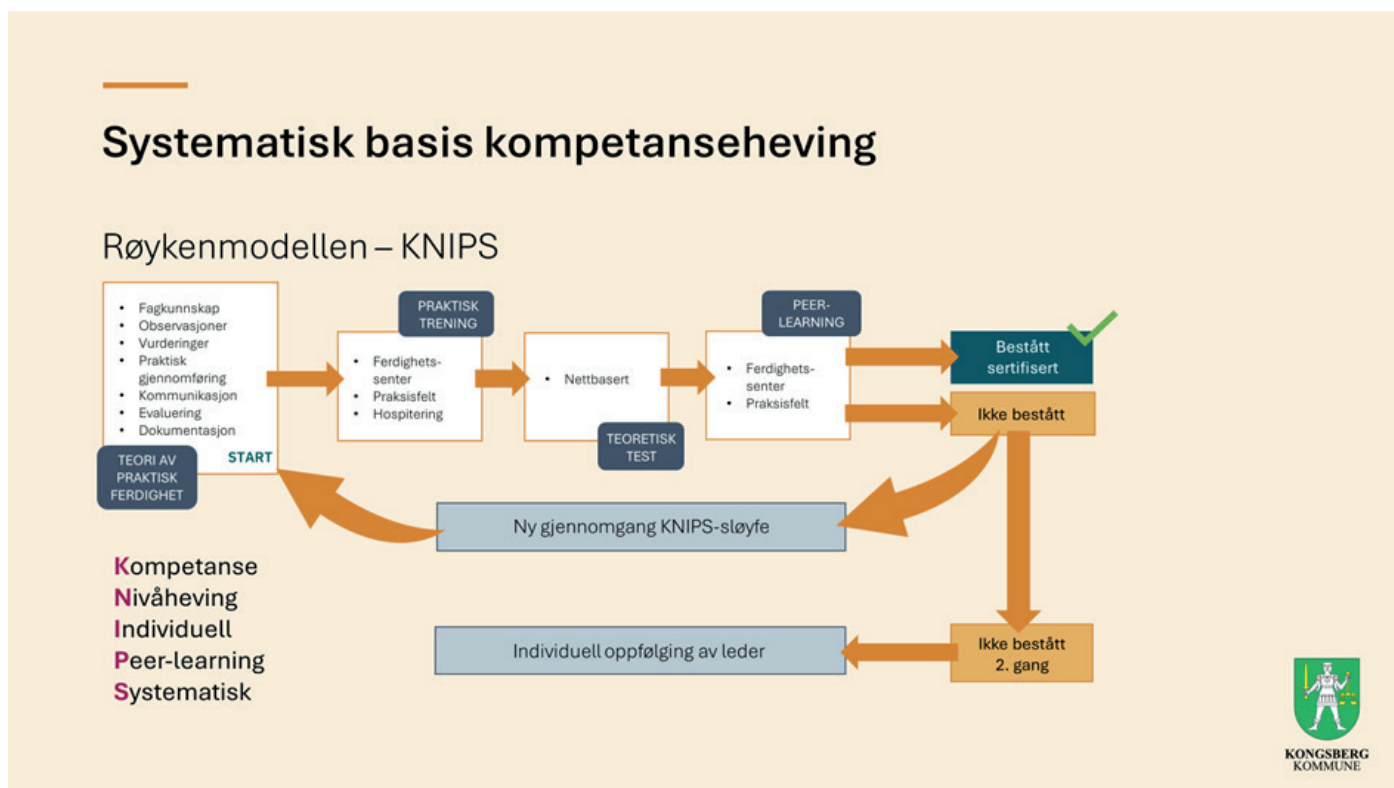 Systematisk basis kompetanseheving
Røykenmodellen – KNIPS
• Fagkunnskap
• Observasjoner
• Vurderinger
• Praktisk
gjennomføring
• Kommunikasjon
• Evaluering
• Dokumentasjon
START
TEORI AV
PRAKTISK
FERDIGHET
PRAKTISK
TRENING
• Ferdighets-
senter
• Praksisfelt
• Hospitering
• Nettbasert
TEORETISK
TEST
PEER-
LEARNING
• Ferdighets-
senter
• Praksisfelt
Bestått
sertifisert
Ikke bestått
Ny gjennomgang KNIPS-sløyfe
Ikke bestått
2. gang
Individuell oppfølging av leder
Kompetanse
Nivåheving
Individuell
Peer-learning
Systematisk
KONGSBERG
KOMMUNE